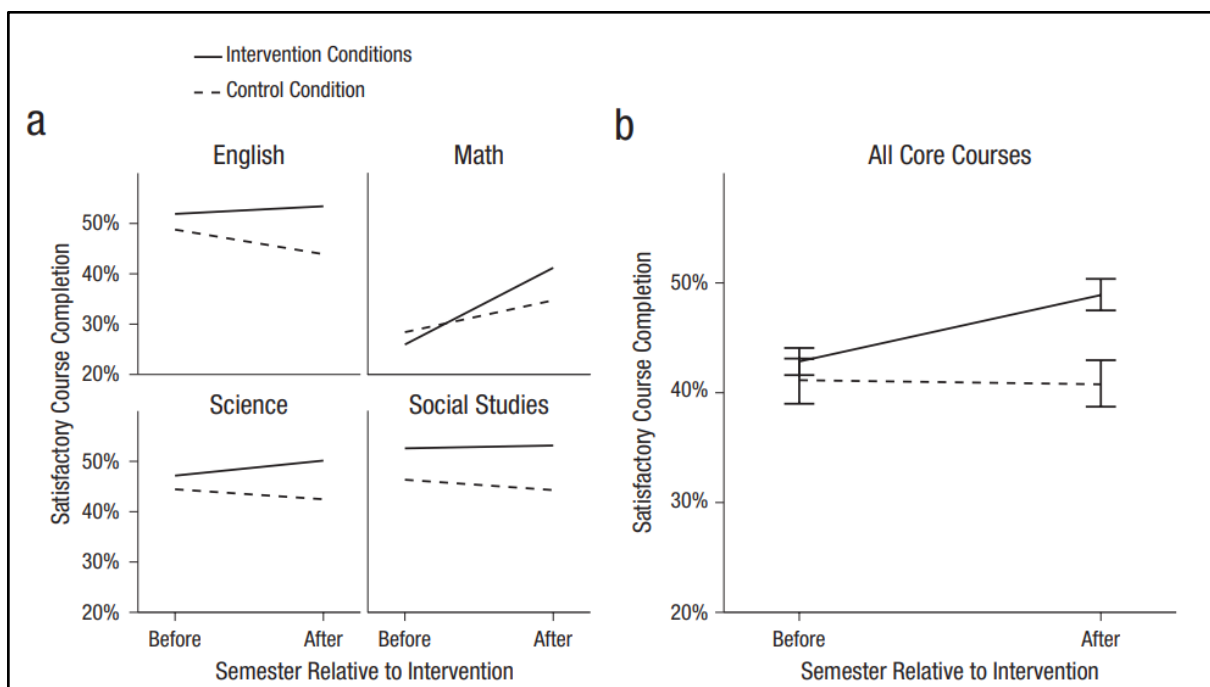 Intervention Conditions
Control Condition
a
English
Math
50%
40%
30%
20%
Science
Social Studies
50%
40%
30%
20%
Satisfactory Course Completion
Before
After
Before
After
Semester Relative to Intervention
b
All Core Courses
50%
40%
30%
20%
Satisfactory Course Completion
Before
After
Semester Relative to Intervention